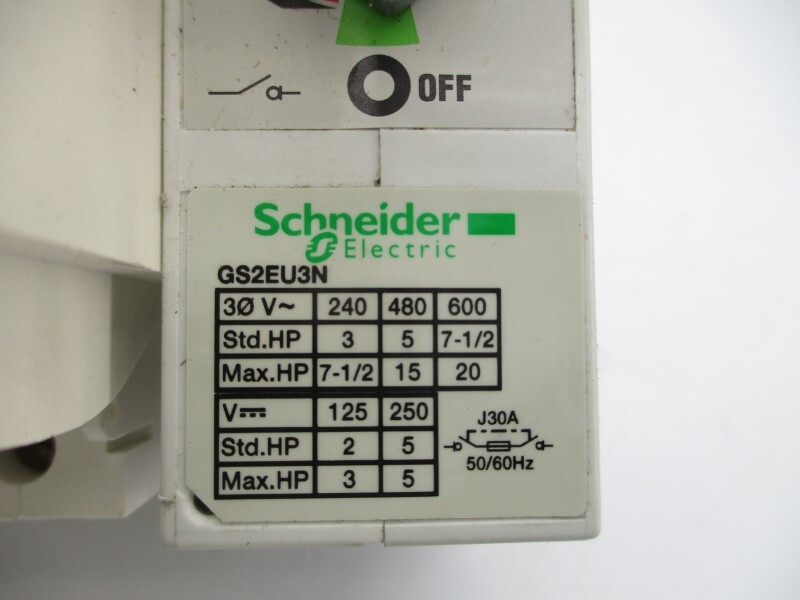 OFF
Schneider
Electric
GS2EU3N
3Ø V~ 240 480 600
Std.HP 3 5 7-1/2
Max.HP 7-1/2 15 20
V⎓ 125 250
Std.HP 2 5
Max.HP 3 5
J30A
50/60Hz